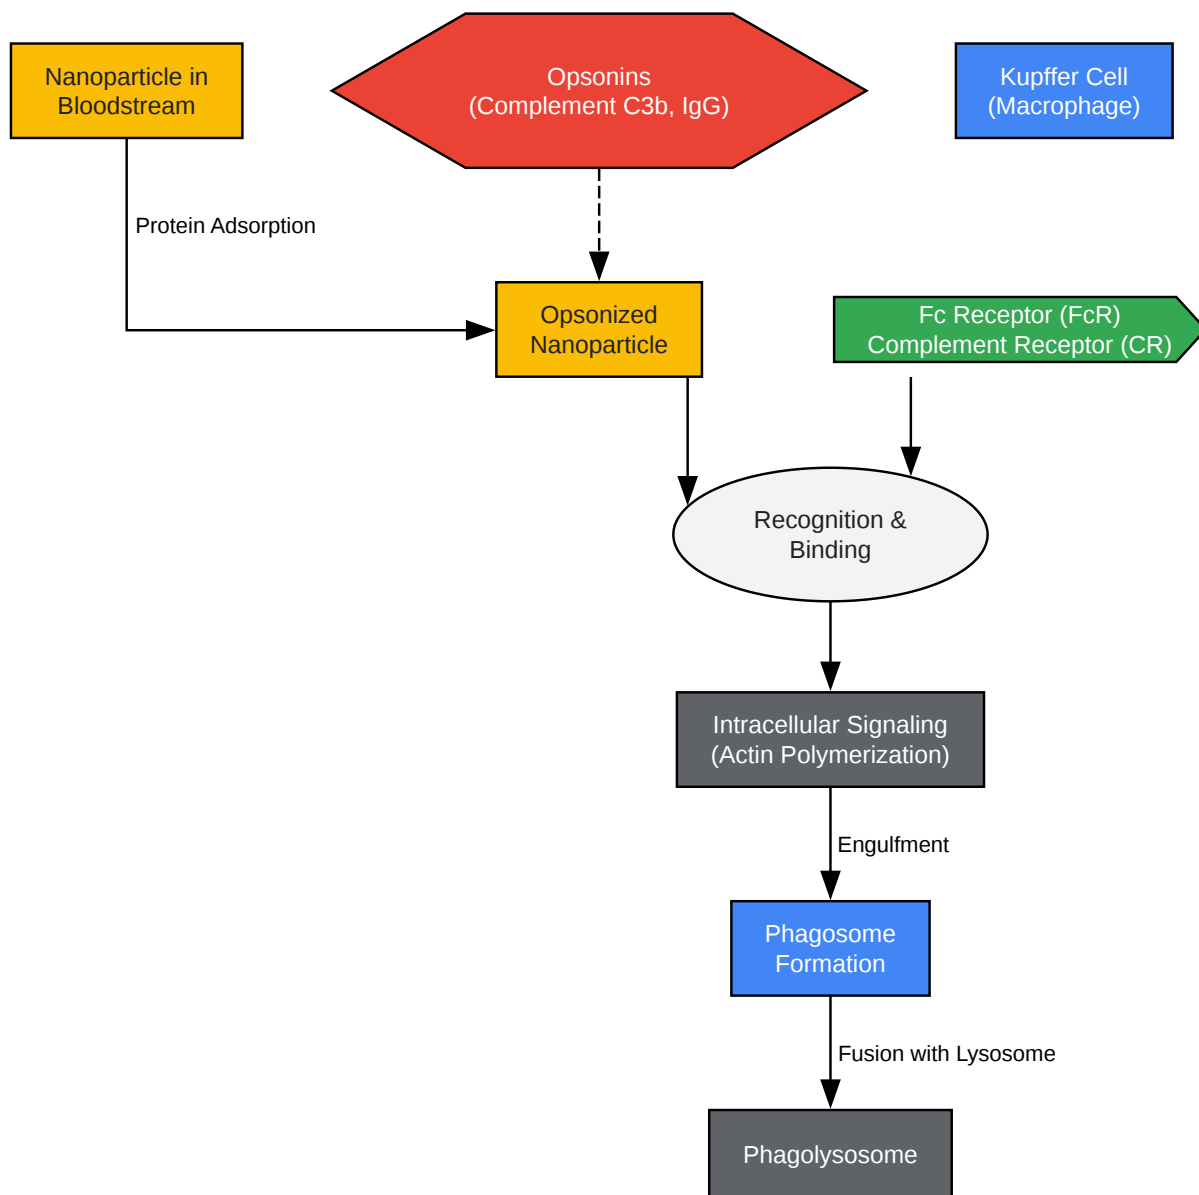 Nanoparticle in
Bloodstream
Opsonins
(Complement C3b, IgG)
Kupffer Cell
(Macrophage)
Protein Adsorption
Opsonized
Nanoparticle
Fc Receptor (FcR)
Complement Receptor (CR)
Recognition &
Binding
Intracellular Signaling
(Actin Polymerization)
Engulfment
Phagosome
Formation
Fusion with Lysosome
Phagolysosome